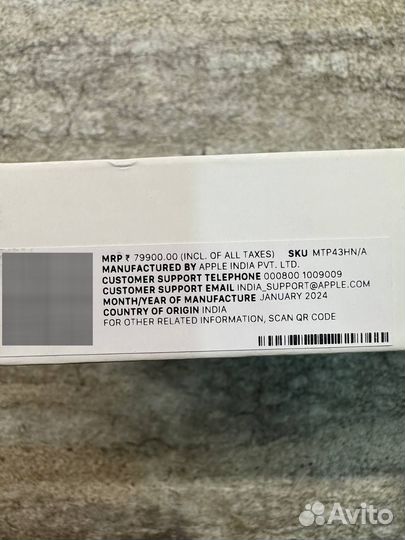 MRP ₹ 79900.00 (INCL. OF ALL TAXES) SKU MTP43HN/A
MANUFACTURED BY APPLE INDIA PVT. LTD.
CUSTOMER SUPPORT TELEPHONE 000800 1009009
CUSTOMER SUPPORT EMAIL INDIA_SUPPORT@APPLE.COM
MONTH/YEAR OF MANUFACTURE JANUARY 2024
COUNTRY OF ORIGIN INDIA
FOR OTHER RELATED INFORMATION, SCAN QR CODE
Avito